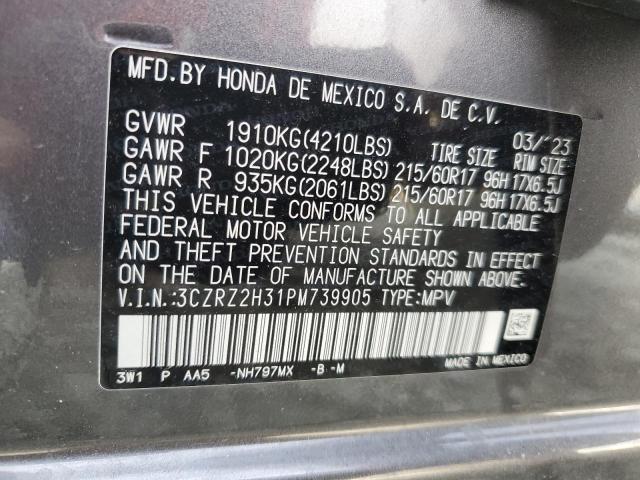 MFD.BY HONDA DE MEXICO S.A. DE C.V.
03/'23
GVWR 1910KG(4210LBS) TIRE SIZE RIM SIZE
GAWR F 1020KG(2248LBS) 215/60R17 96H 17X6.5J
GAWR R 935KG(2061LBS) 215/60R17 96H 17X6.5J
THIS VEHICLE CONFORMS TO ALL APPLICABLE
FEDERAL MOTOR VEHICLE SAFETY
AND THEFT PREVENTION STANDARDS IN EFFECT
ON THE DATE OF MANUFACTURE SHOWN ABOVE.
V.I.N.:3CZRZ2H31PM739905 TYPE:MPV
3W1 P AA5 -NH797MX -B -M
MADE IN MEXICO